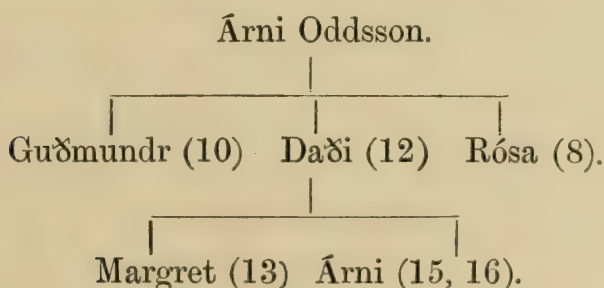 Árni Oddsson.
Guðmundr (10) Daði (12) Rósa (8).
Margret (13) Árni (15, 16).